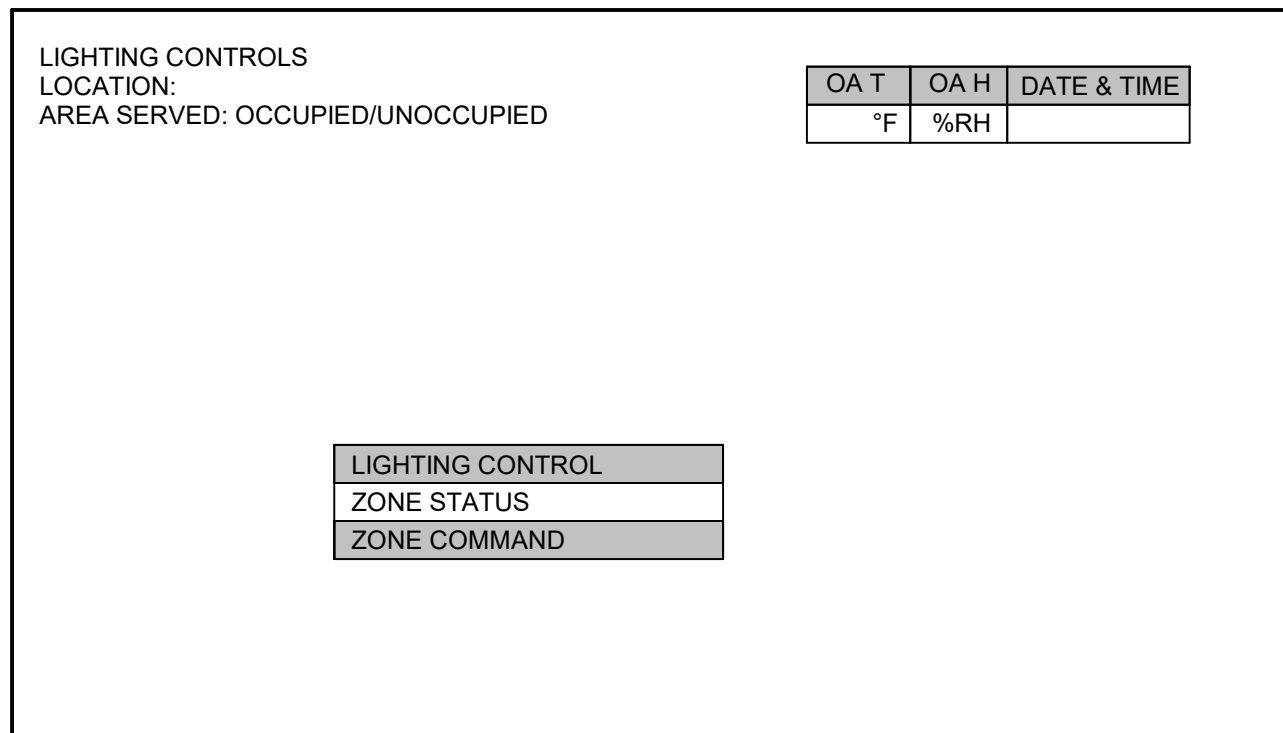 LIGHTING CONTROLS
LOCATION:
AREA SERVED: OCCUPIED/UNOCCUPIED
OA T OA H DATE & TIME
°F %RH
LIGHTING CONTROL
ZONE STATUS
ZONE COMMAND